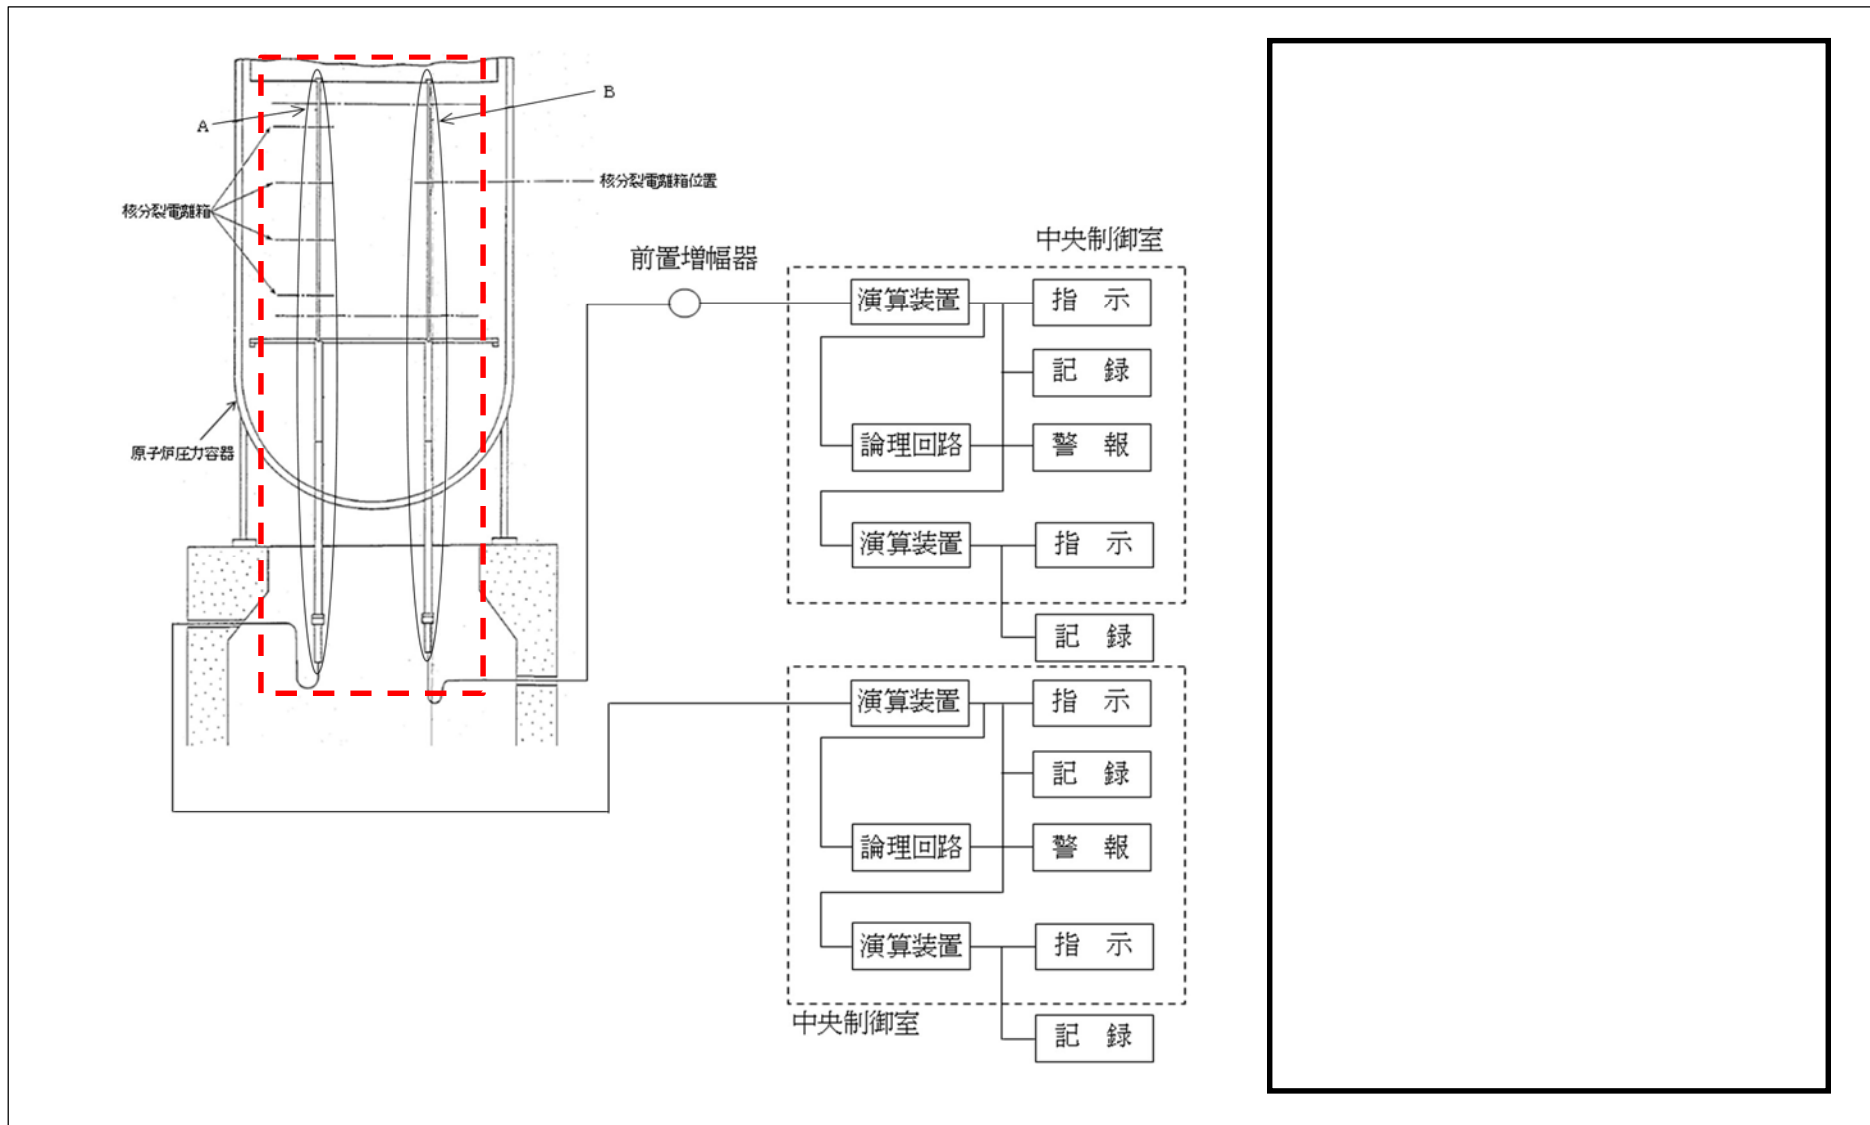 A
B
核分裂電離箱位置
核分裂電離箱
原子炉圧力容器
前置増幅器
中央制御室
演算装置
指 示
記 録
論理回路
警 報
演算装置
指 示
記 録
演算装置
指 示
記 録
論理回路
警 報
演算装置
指 示
中央制御室
記 録